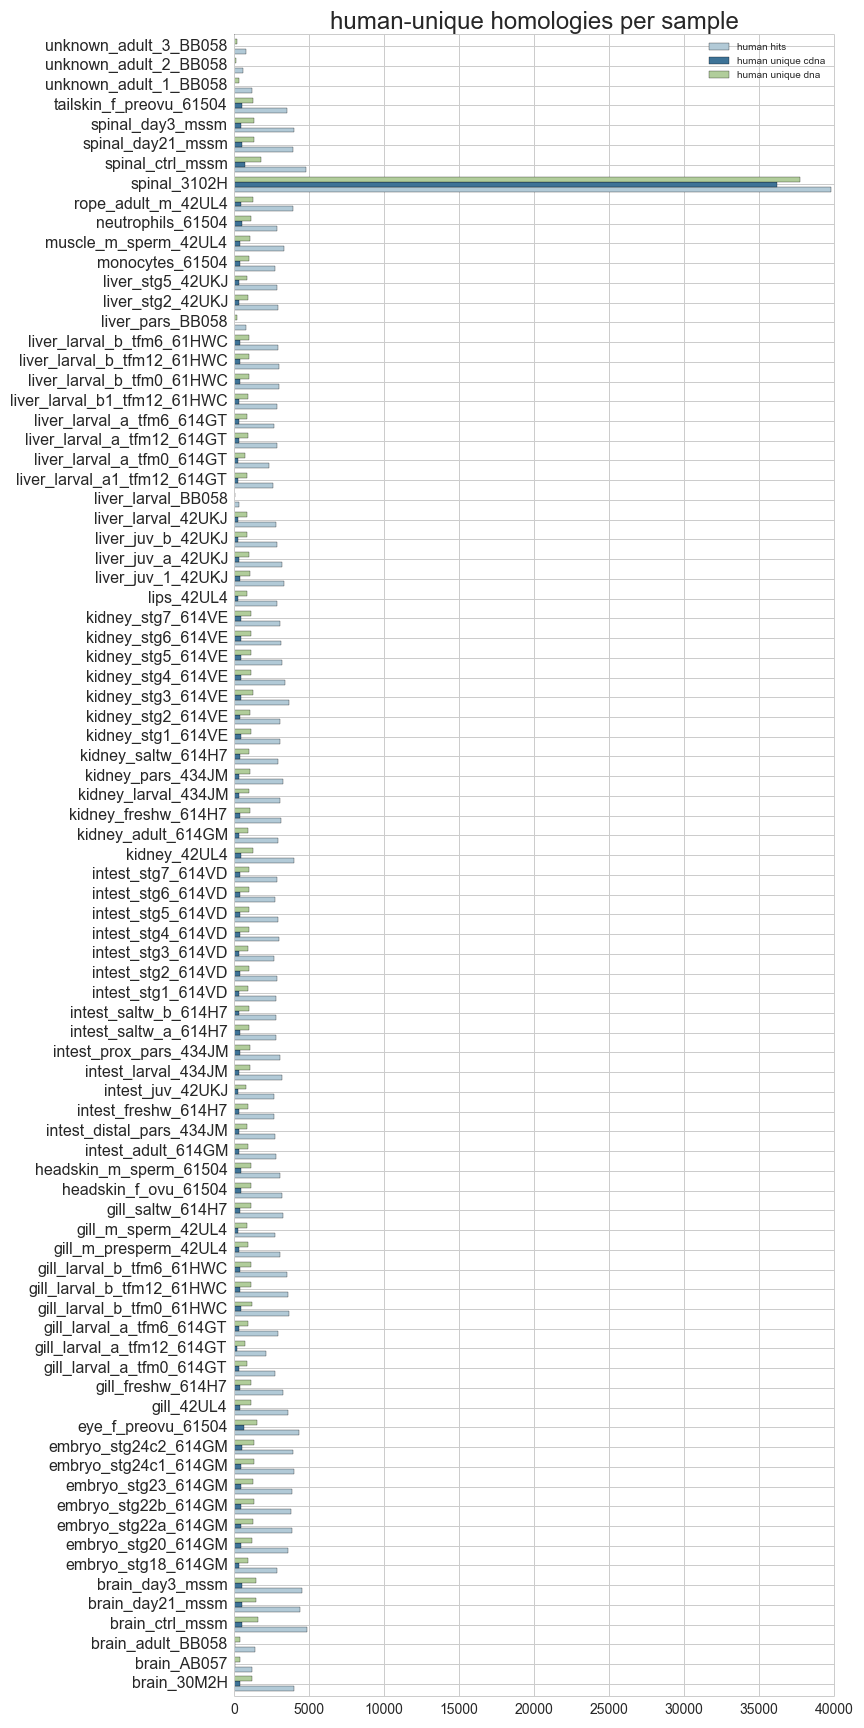 human-unique homologies per sample
human hits
human unique cdna
human unique dna
unknown_adult_3_BB058
unknown_adult_2_BB058
unknown_adult_1_BB058
tailskin_f_preovu_61504
spinal_day3_mssm
spinal_day21_mssm
spinal_ctrl_mssm
spinal_3102H
rope_adult_m_42UL4
neutrophils_61504
muscle_m_sperm_42UL4
monocytes_61504
liver_stg5_42UKJ
liver_stg2_42UKJ
liver_pars_BB058
liver_larval_b_tfm6_61HWC
liver_larval_b_tfm12_61HWC
liver_larval_b_tfm0_61HWC
liver_larval_b1_tfm12_61HWC
liver_larval_a_tfm6_614GT
liver_larval_a_tfm12_614GT
liver_larval_a_tfm0_614GT
liver_larval_a1_tfm12_614GT
liver_larval_BB058
liver_larval_42UKJ
liver_juv_b_42UKJ
liver_juv_a_42UKJ
liver_juv_1_42UKJ
lips_42UL4
kidney_stg7_614VE
kidney_stg6_614VE
kidney_stg5_614VE
kidney_stg4_614VE
kidney_stg3_614VE
kidney_stg2_614VE
kidney_stg1_614VE
kidney_saltw_614H7
kidney_pars_434JM
kidney_larval_434JM
kidney_freshw_614H7
kidney_adult_614GM
kidney_42UL4
intest_stg7_614VD
intest_stg6_614VD
intest_stg5_614VD
intest_stg4_614VD
intest_stg3_614VD
intest_stg2_614VD
intest_stg1_614VD
intest_saltw_b_614H7
intest_saltw_a_614H7
intest_prox_pars_434JM
intest_larval_434JM
intest_juv_42UKJ
intest_freshw_614H7
intest_distal_pars_434JM
intest_adult_614GM
headskin_m_sperm_61504
headskin_f_ovu_61504
gill_saltw_614H7
gill_m_sperm_42UL4
gill_m_presperm_42UL4
gill_larval_b_tfm6_61HWC
gill_larval_b_tfm12_61HWC
gill_larval_b_tfm0_61HWC
gill_larval_a_tfm6_614GT
gill_larval_a_tfm12_614GT
gill_larval_a_tfm0_614GT
gill_freshw_614H7
gill_42UL4
eye_f_preovu_61504
embryo_stg24c2_614GM
embryo_stg24c1_614GM
embryo_stg23_614GM
embryo_stg22b_614GM
embryo_stg22a_614GM
embryo_stg20_614GM
embryo_stg18_614GM
brain_day3_mssm
brain_day21_mssm
brain_ctrl_mssm
brain_adult_BB058
brain_AB057
brain_30M2H
0 5000 10000 15000 20000 25000 30000 35000 40000